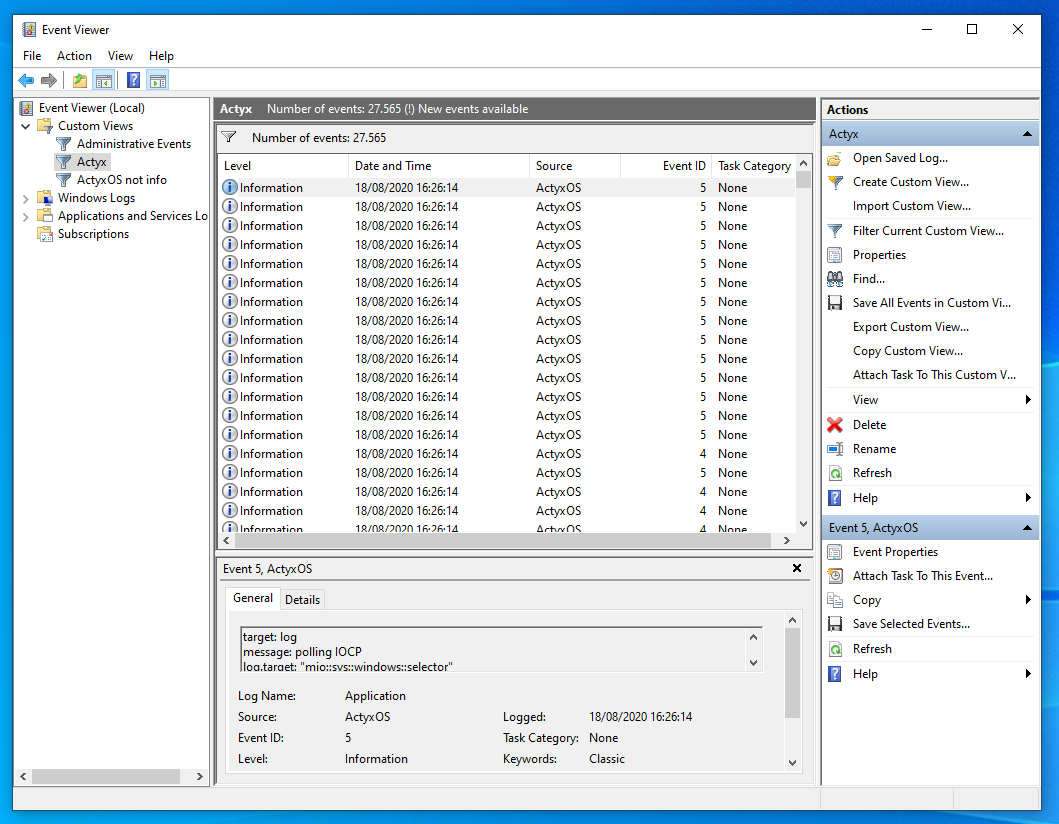 Event Viewer
File Action View Help
Event Viewer (Local)
Custom Views
Administrative Events
Actyx
ActyxOS not info
Windows Logs
Applications and Services Lo
Subscriptions
Actyx Number of events: 27.565 (!) New events available
Number of events: 27.565
Level Date and Time Source Event ID Task Category
Information 18/08/2020 16:26:14 ActyxOS 5 None
Information 18/08/2020 16:26:14 ActyxOS 5 None
Information 18/08/2020 16:26:14 ActyxOS 5 None
Information 18/08/2020 16:26:14 ActyxOS 5 None
Information 18/08/2020 16:26:14 ActyxOS 5 None
Information 18/08/2020 16:26:14 ActyxOS 5 None
Information 18/08/2020 16:26:14 ActyxOS 5 None
Information 18/08/2020 16:26:14 ActyxOS 5 None
Information 18/08/2020 16:26:14 ActyxOS 5 None
Information 18/08/2020 16:26:14 ActyxOS 5 None
Information 18/08/2020 16:26:14 ActyxOS 5 None
Information 18/08/2020 16:26:14 ActyxOS 5 None
Information 18/08/2020 16:26:14 ActyxOS 5 None
Information 18/08/2020 16:26:14 ActyxOS 5 None
Information 18/08/2020 16:26:14 ActyxOS 4 None
Information 18/08/2020 16:26:14 ActyxOS 5 None
Information 18/08/2020 16:26:14 ActyxOS 4 None
Information 18/08/2020 16:26:14 ActyxOS 4 None
Information 18/08/2020 16:26:14 ActyxOS 4 None
Event 5, ActyxOS
General Details
target: log
message: polling IOCP
log.target: "mio::sys::windows::selector"
Log Name: Application
Source: ActyxOS Logged: 18/08/2020 16:26:14
Event ID: 5 Task Category: None
Level: Information Keywords: Classic
Actions
Actyx
Open Saved Log...
Create Custom View...
Import Custom View...
Filter Current Custom View...
Properties
Find...
Save All Events in Custom Vi...
Export Custom View...
Copy Custom View...
Attach Task To This Custom V...
View
Delete
Rename
Refresh
Help
Event 5, ActyxOS
Event Properties
Attach Task To This Event...
Copy
Save Selected Events...
Refresh
Help